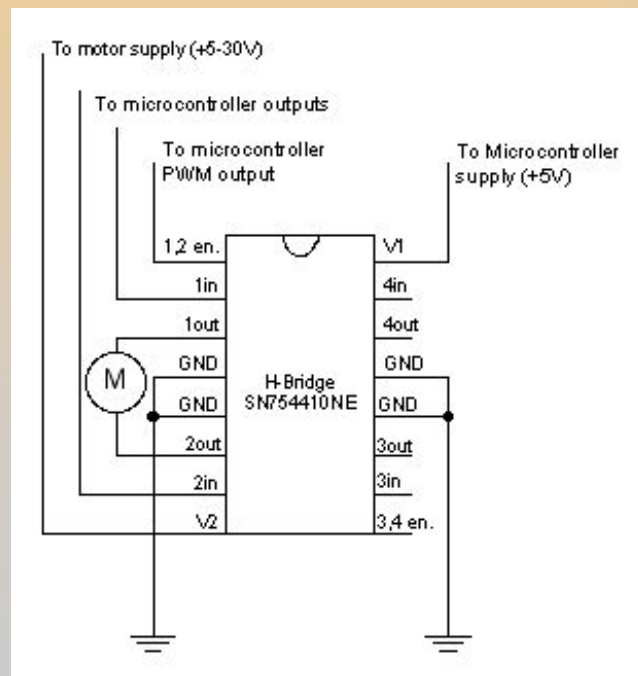 To motor supply (+5-30V)
To microcontroller outputs
To microcontroller
PWM output
To Microcontroller
supply (+5V)
1,2 en.
V1
1in
4in
1out
4out
M
GND
GND
H-Bridge
SN754410NE
GND
GND
2out
3out
2in
3in
V2
3,4 en.